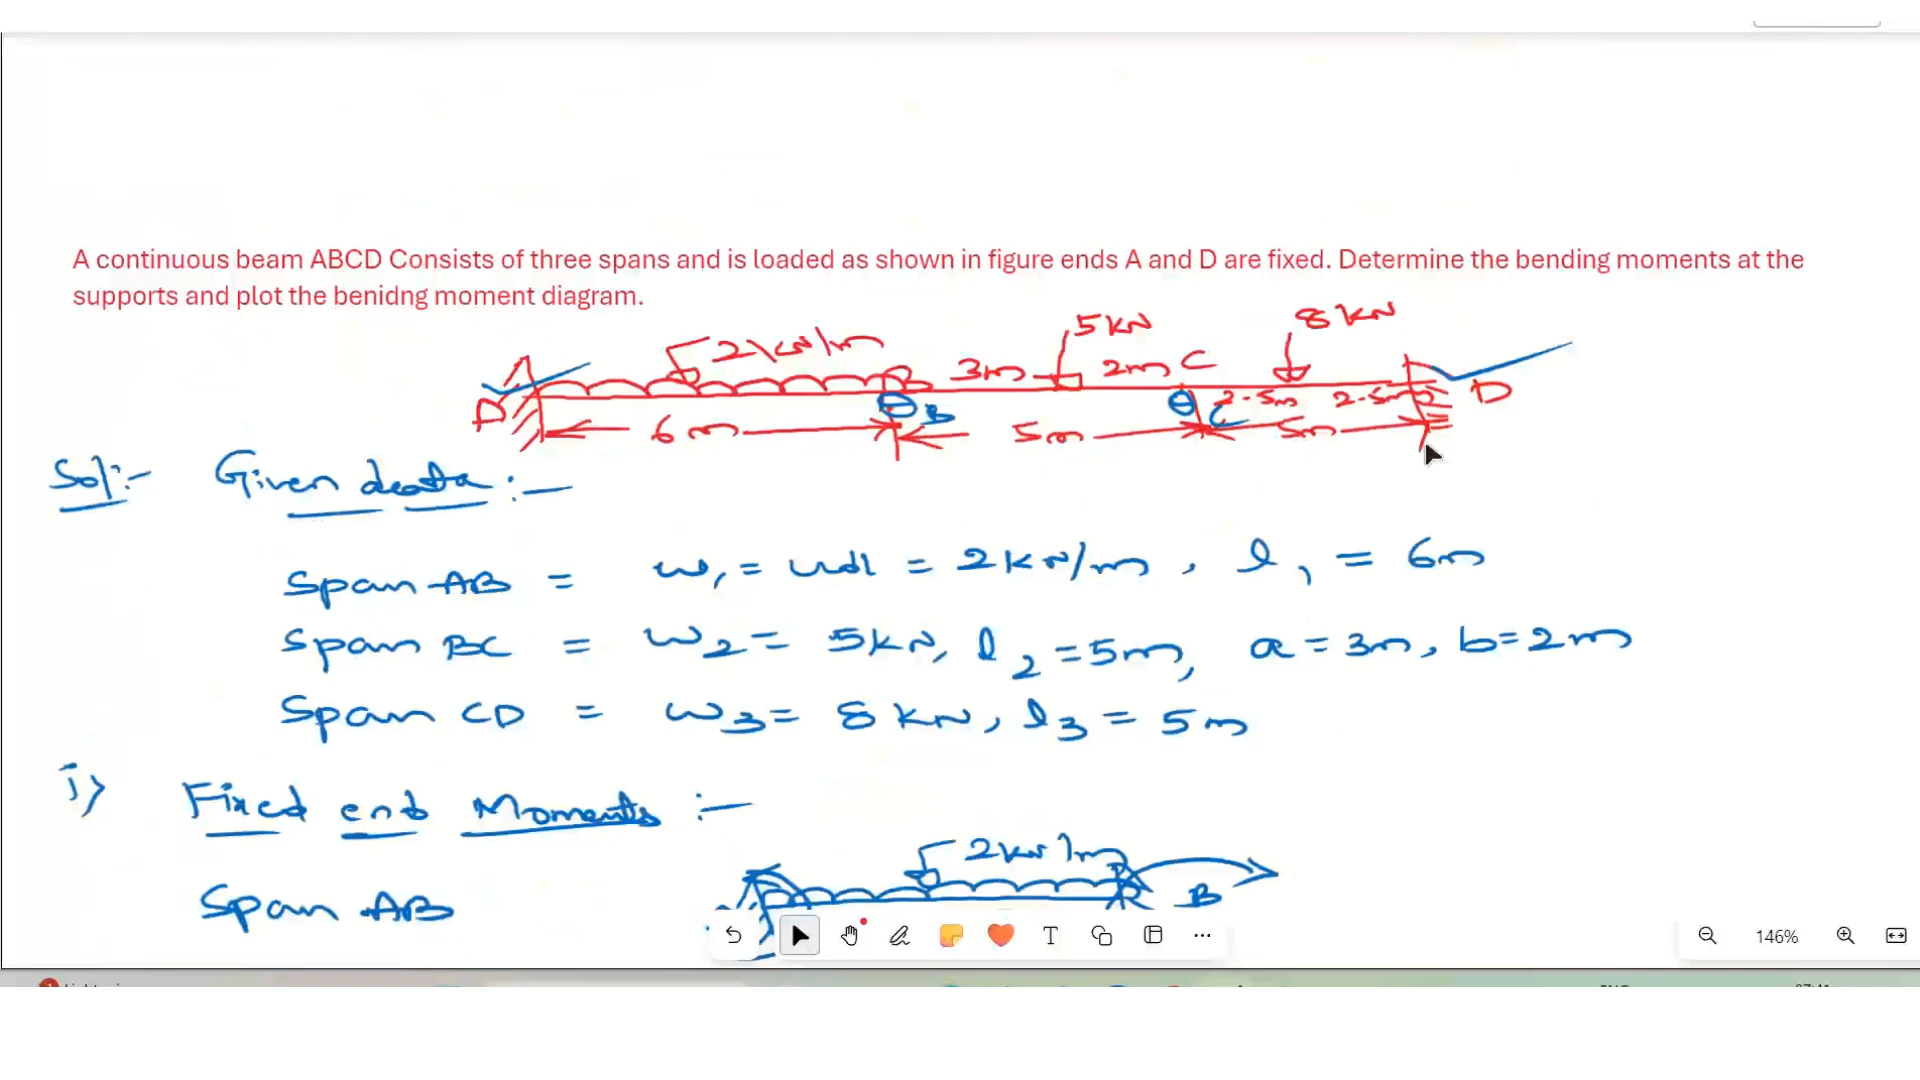 A continuous beam ABCD Consists of three spans and is loaded as shown in figure ends A and D are fixed. Determine the bending moments at the
supports and plot the benidng moment diagram.
5kN 8kN
2kN/m B 3m 2m C
A B C 2.5m 2.5m D
6m 5m 5m
Sol:- Given data:-
Span AB = w1 = udl = 2kN/m, l1 = 6m
Span BC = w2 = 5kN, l2 = 5m, a = 3m, b = 2m
Span CD = w3 = 8kN, l3 = 5m
i) Fixed end Moments :-
2kN/m
Span AB B
T
146%